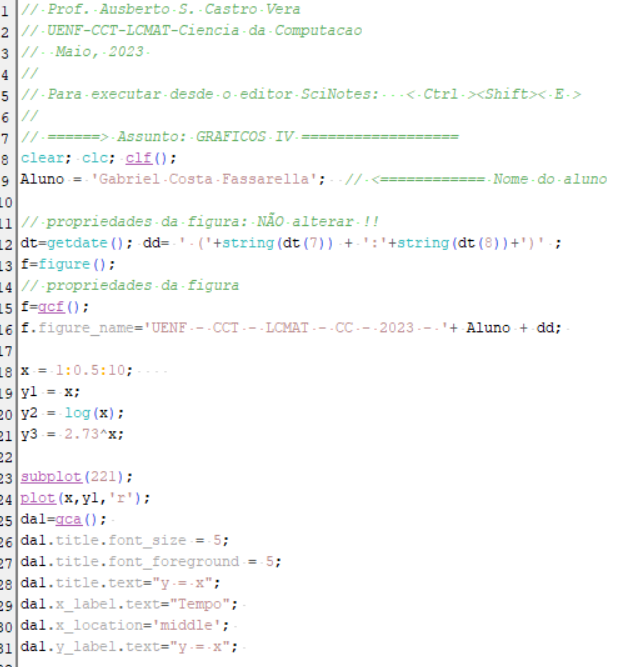 1 // Prof. Ausberto S. Castro Vera
2 // UENF-CCT-LCMAT-Ciencia da Computacao
3 // Maio, 2023
4 //
5 // Para executar desde o editor SciNotes: < Ctrl ><Shift>< E >
6 //
7 // ======> Assunto: GRAFICOS IV ==================
8 clear; clc; clf();
9 Aluno = 'Gabriel Costa Fassarella'; // <============ Nome do aluno
10
11 // propriedades da figura: NÃO alterar !!
12 dt=getdate(); dd= ' ('+string(dt(7)) + ':'+string(dt(8))+')' ;
13 f=figure();
14 // propriedades da figura
15 f=gcf();
16 f.figure_name='UENF - CCT - LCMAT - CC - 2023 - '+ Aluno + dd;
17
18 x = 1:0.5:10;
19 y1 = x;
20 y2 = log(x);
21 y3 = 2.73^x;
22
23 subplot(221);
24 plot(x,y1,'r');
25 da1=gca();
26 da1.title.font_size = 5;
27 da1.title.font_foreground = 5;
28 da1.title.text="y = x";
29 da1.x_label.text="Tempo";
30 da1.x_location='middle';
31 da1.y_label.text="y = x";